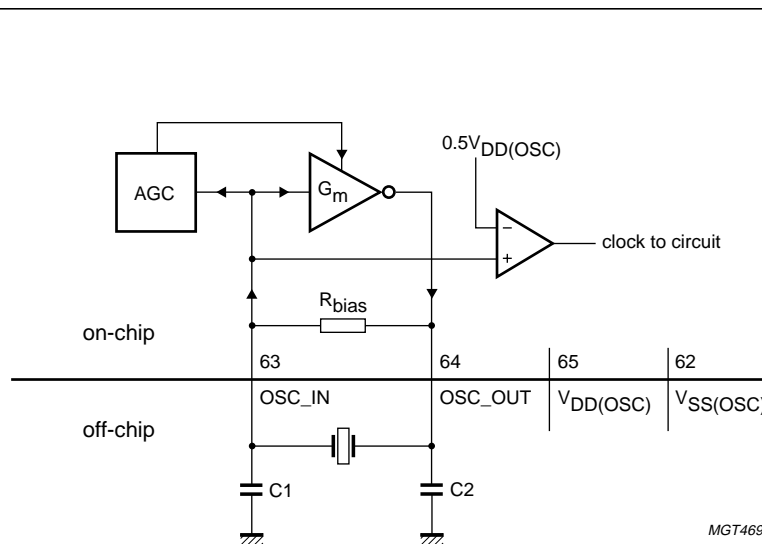 0.5VDD(OSC)
AGC
Gm
−
+
clock to circuit
Rbias
on-chip
63
64
65
62
OSC_IN
OSC_OUT
VDD(OSC)
VSS(OSC)
off-chip
C1
C2
MGT469